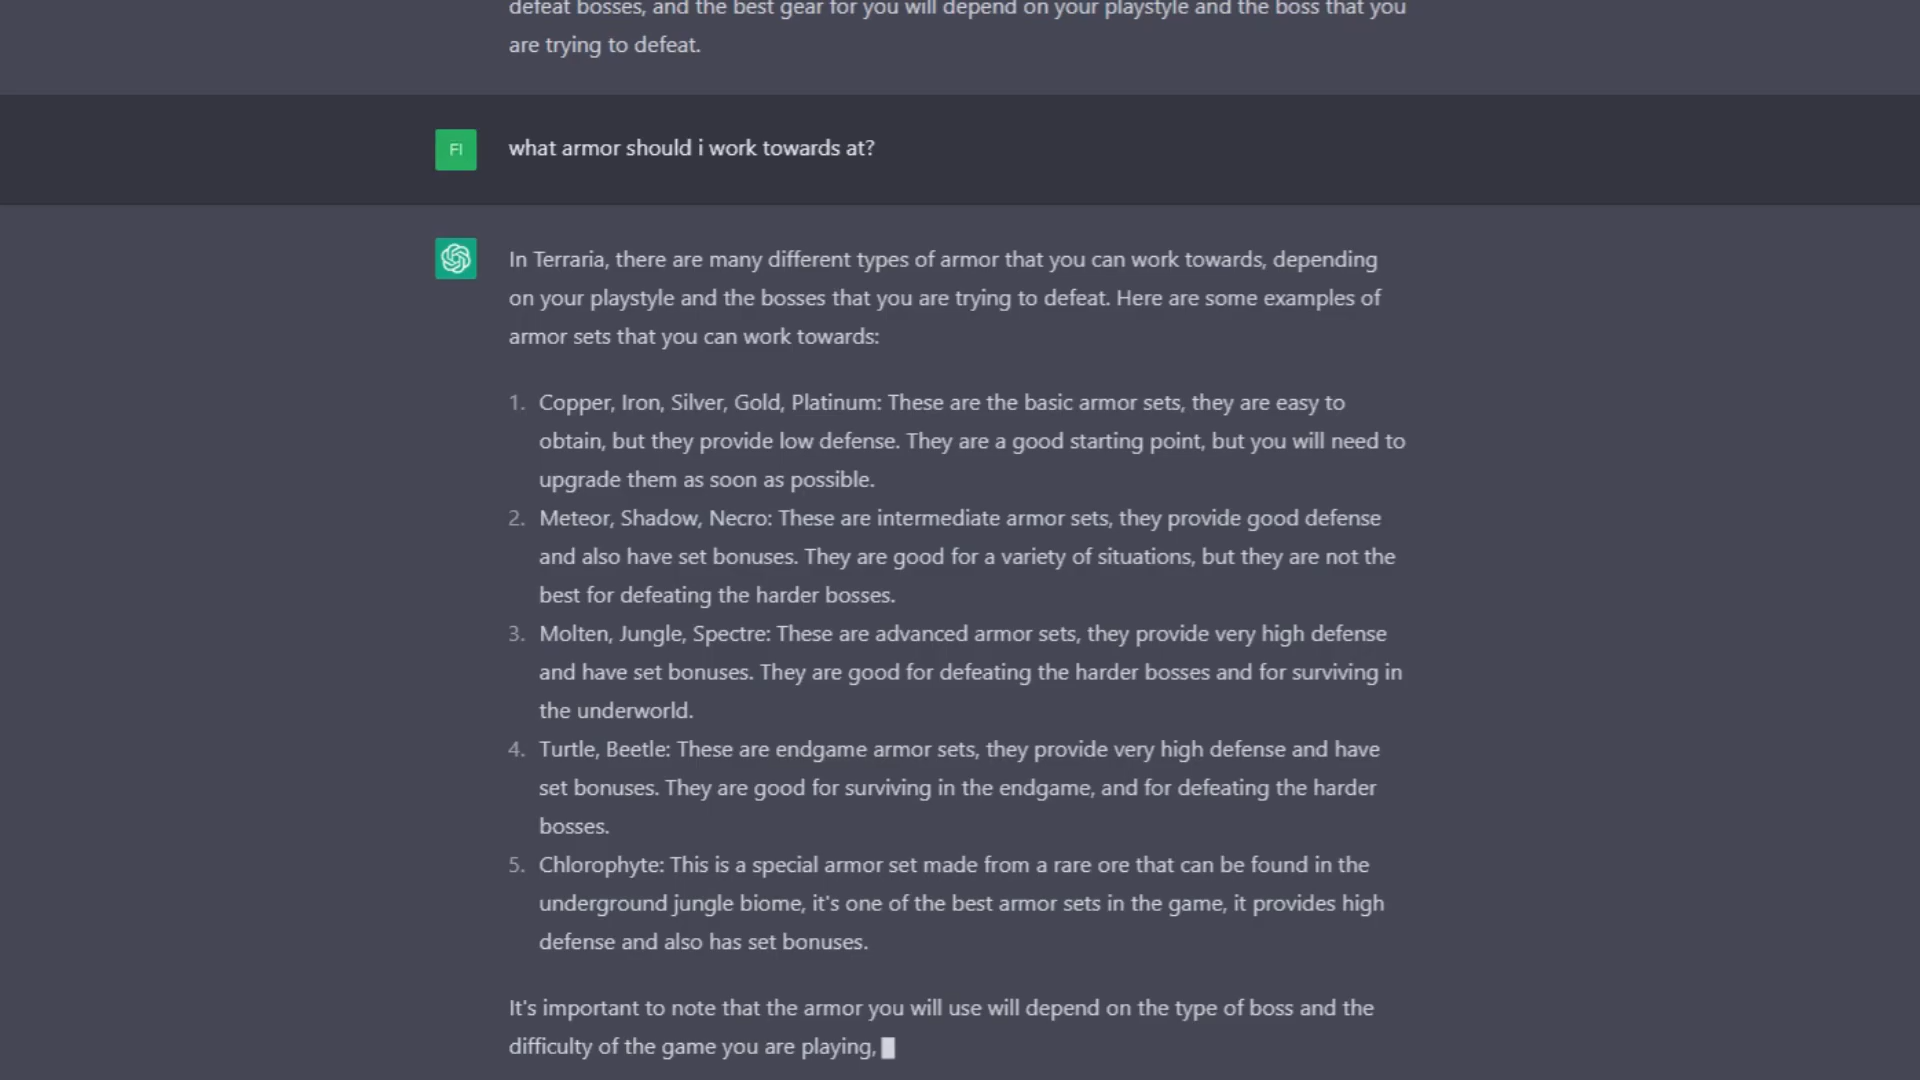 defeat bosses, and the best gear for you will depend on your playstyle and the boss that you
are trying to defeat.
FI
what armor should i work towards at?
In Terraria, there are many different types of armor that you can work towards, depending
on your playstyle and the bosses that you are trying to defeat. Here are some examples of
armor sets that you can work towards:
1. Copper, Iron, Silver, Gold, Platinum: These are the basic armor sets, they are easy to
obtain, but they provide low defense. They are a good starting point, but you will need to
upgrade them as soon as possible.
2. Meteor, Shadow, Necro: These are intermediate armor sets, they provide good defense
and also have set bonuses. They are good for a variety of situations, but they are not the
best for defeating the harder bosses.
3. Molten, Jungle, Spectre: These are advanced armor sets, they provide very high defense
and have set bonuses. They are good for defeating the harder bosses and for surviving in
the underworld.
4. Turtle, Beetle: These are endgame armor sets, they provide very high defense and have
set bonuses. They are good for surviving in the endgame, and for defeating the harder
bosses.
5. Chlorophyte: This is a special armor set made from a rare ore that can be found in the
underground jungle biome, it's one of the best armor sets in the game, it provides high
defense and also has set bonuses.
It's important to note that the armor you will use will depend on the type of boss and the
difficulty of the game you are playing,